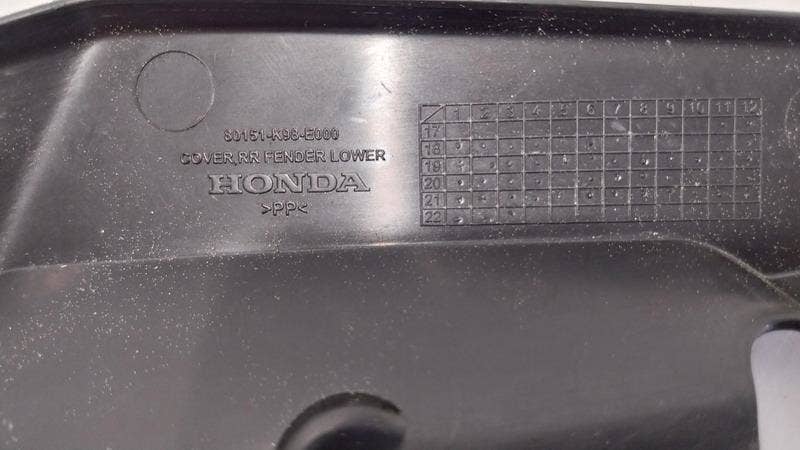 80151-K98-E000
COVER,RR FENDER LOWER
HONDA
>PP<
1 2 3 4 5 6 7 8 9 10 11 12
17
18
19
20
21
22